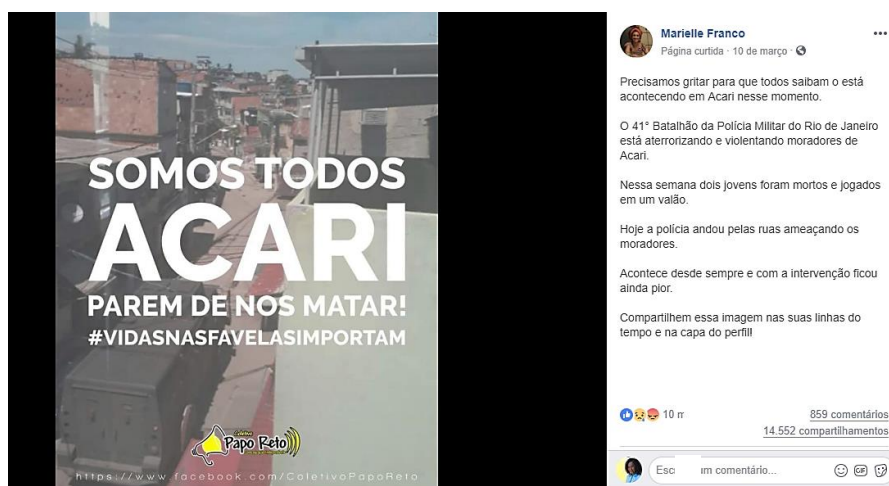 SOMOS TODOS
ACARI
PAREM DE NOS MATAR!
#VIDASNASFAVELASIMPORTAM
Coletivo
Papo Reto
https://www.facebook.com/ColetivoPapoReto
Marielle Franco
Página curtida · 10 de março ·
Precisamos gritar para que todos saibam o está
acontecendo em Acari nesse momento.
O 41° Batalhão da Polícia Militar do Rio de Janeiro
está aterrorizando e violentando moradores de
Acari.
Nessa semana dois jovens foram mortos e jogados
em um valão.
Hoje a polícia andou pelas ruas ameaçando os
moradores.
Acontece desde sempre e com a intervenção ficou
ainda pior.
Compartilhem essa imagem nas suas linhas do
tempo e na capa do perfil!
10 m
859 comentários
14.552 compartilhamentos
comentário...
GIF